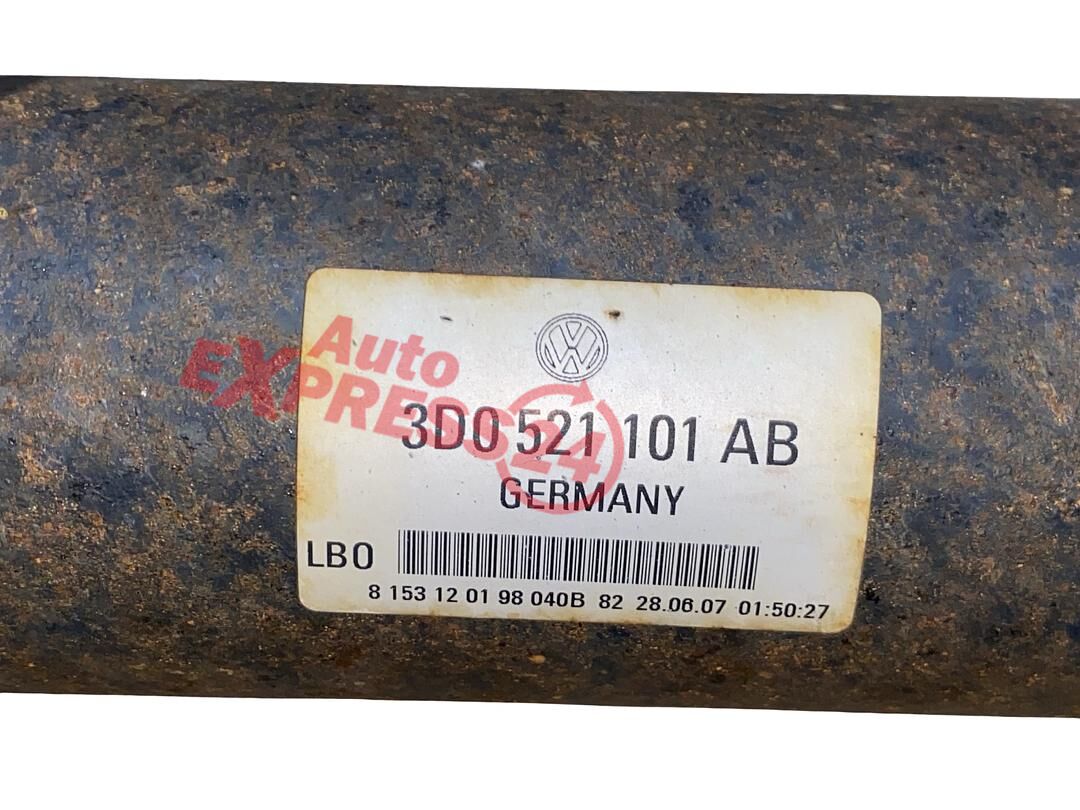 Auto
EXPRESS24
3D0 521 101 AB
GERMANY
LB0
8 153 12 01 98 040B 82 28.06.07 01:50:27